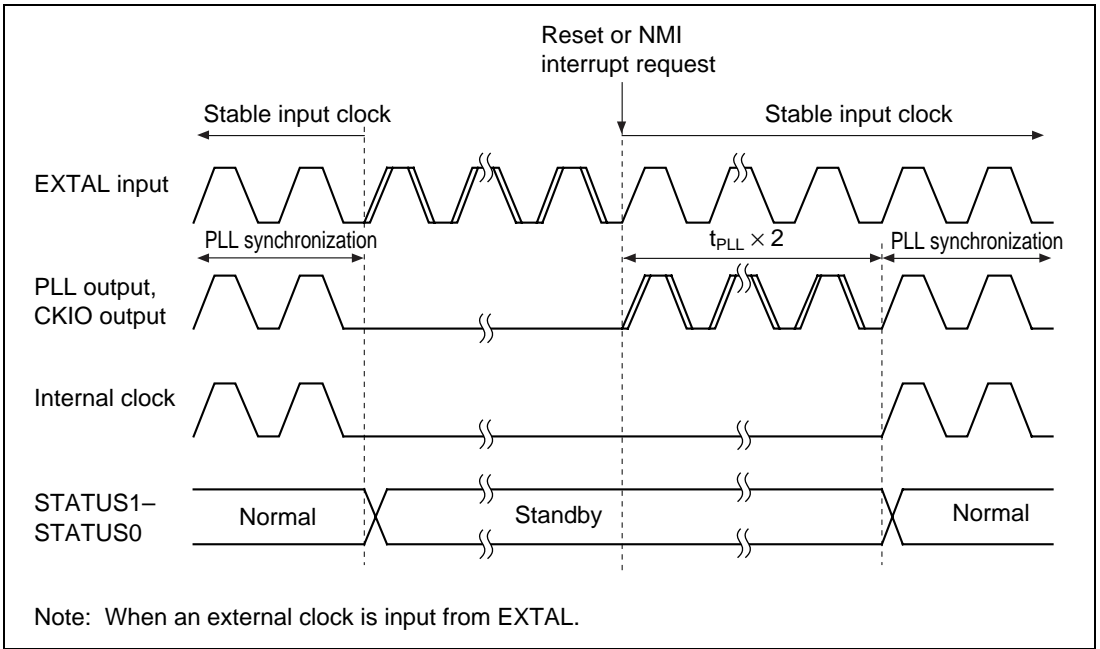 Reset or NMI
interrupt request
Stable input clock
Stable input clock
EXTAL input
PLL synchronization
tPLL × 2
PLL synchronization
PLL output,
CKIO output
Internal clock
STATUS1–
STATUS0
Normal
Standby
Normal
Note: When an external clock is input from EXTAL.